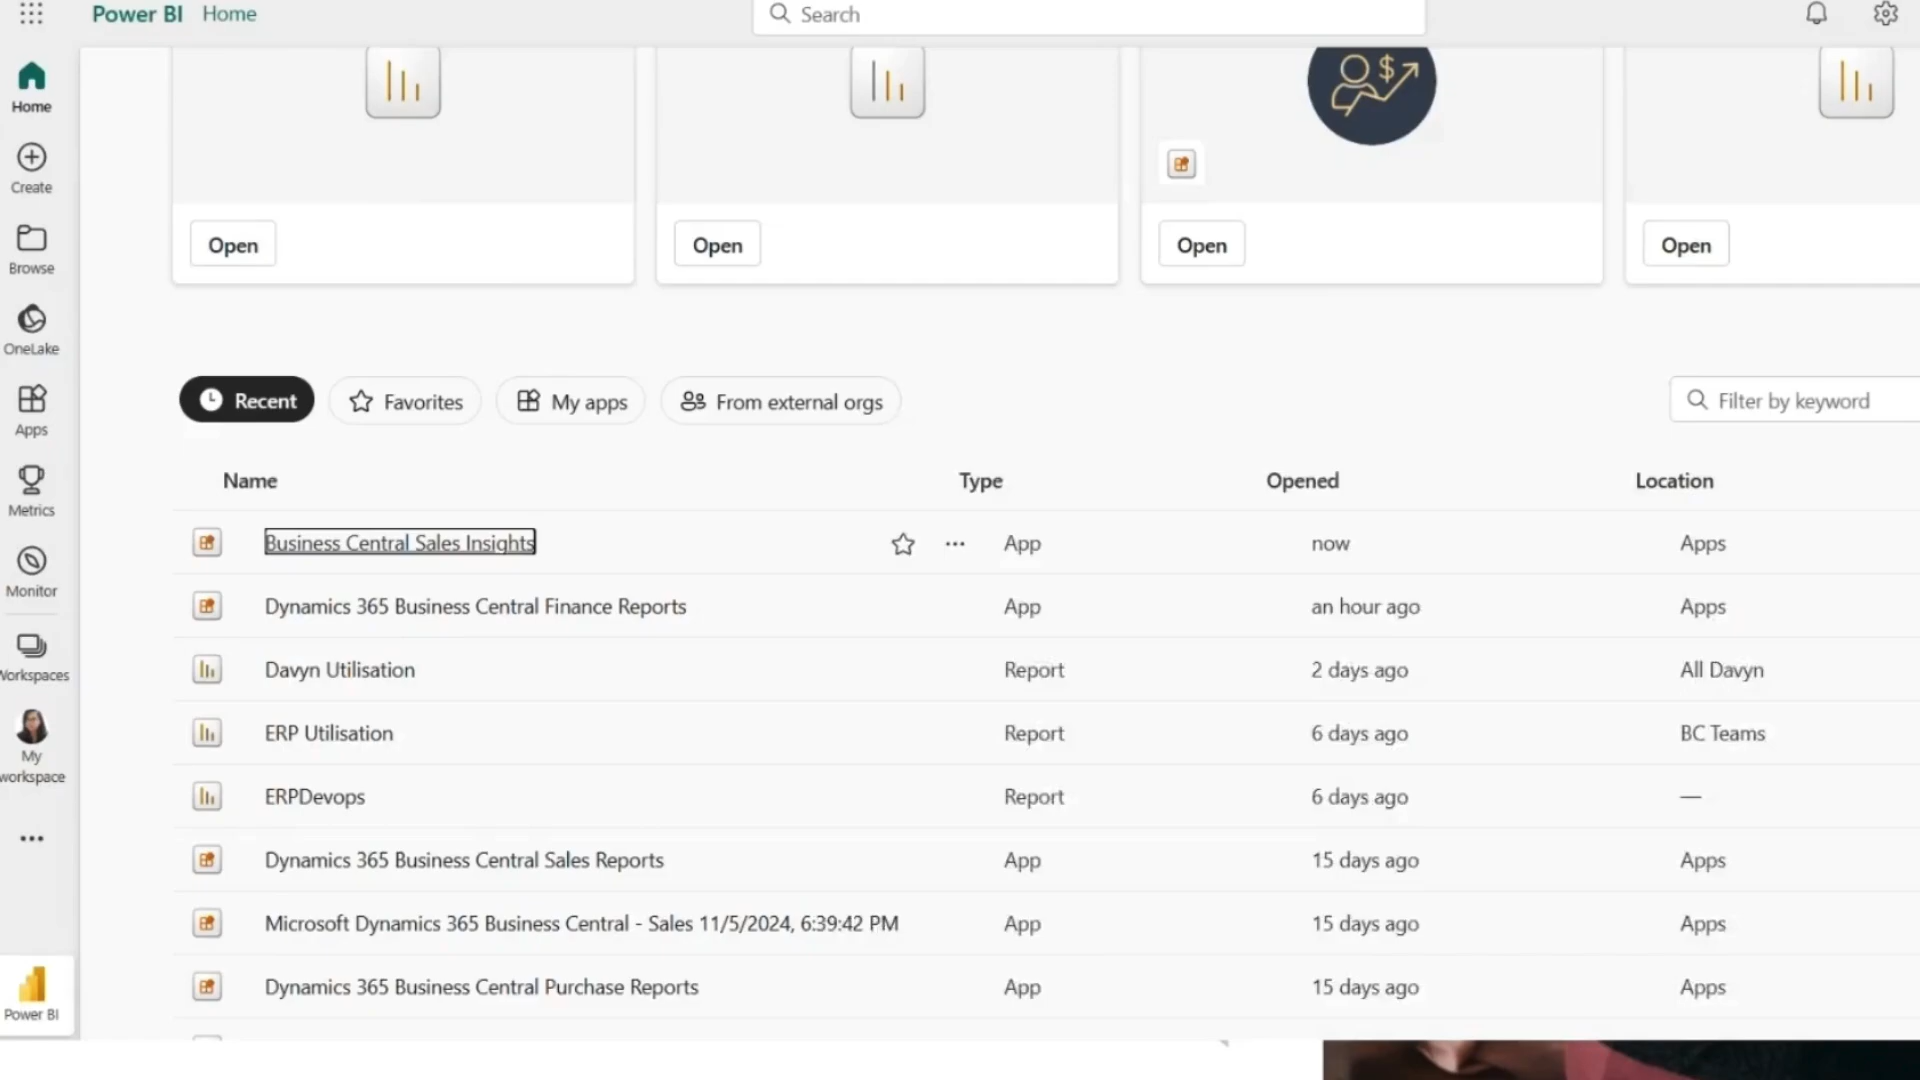 Power BI Home
Search
Home
Create
Browse
OneLake
Apps
Metrics
Monitor
Workspaces
My
workspace
Power BI
Open Open Open Open
Recent Favorites My apps From external orgs Filter by keyword
Name Type Opened Location
Business Central Sales Insights App now Apps
Dynamics 365 Business Central Finance Reports App an hour ago Apps
Davyn Utilisation Report 2 days ago All Davyn
ERP Utilisation Report 6 days ago BC Teams
ERPDevops Report 6 days ago —
Dynamics 365 Business Central Sales Reports App 15 days ago Apps
Microsoft Dynamics 365 Business Central - Sales 11/5/2024, 6:39:42 PM App 15 days ago Apps
Dynamics 365 Business Central Purchase Reports App 15 days ago Apps